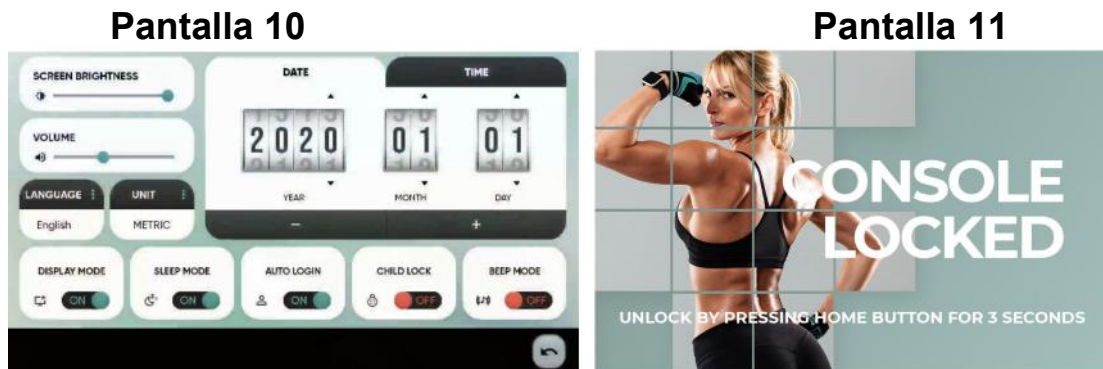 Pantalla 10
Pantalla 11
SCREEN BRIGHTNESS
VOLUME
LANGUAGE
UNIT
English
METRIC
DATE
TIME
2020
01
01
YEAR
MONTH
DAY
DISPLAY MODE
SLEEP MODE
AUTO LOGIN
CHILD LOCK
BEEP MODE
ON
ON
ON
OFF
OFF
CONSOLE
LOCKED
UNLOCK BY PRESSING HOME BUTTON FOR 3 SECONDS